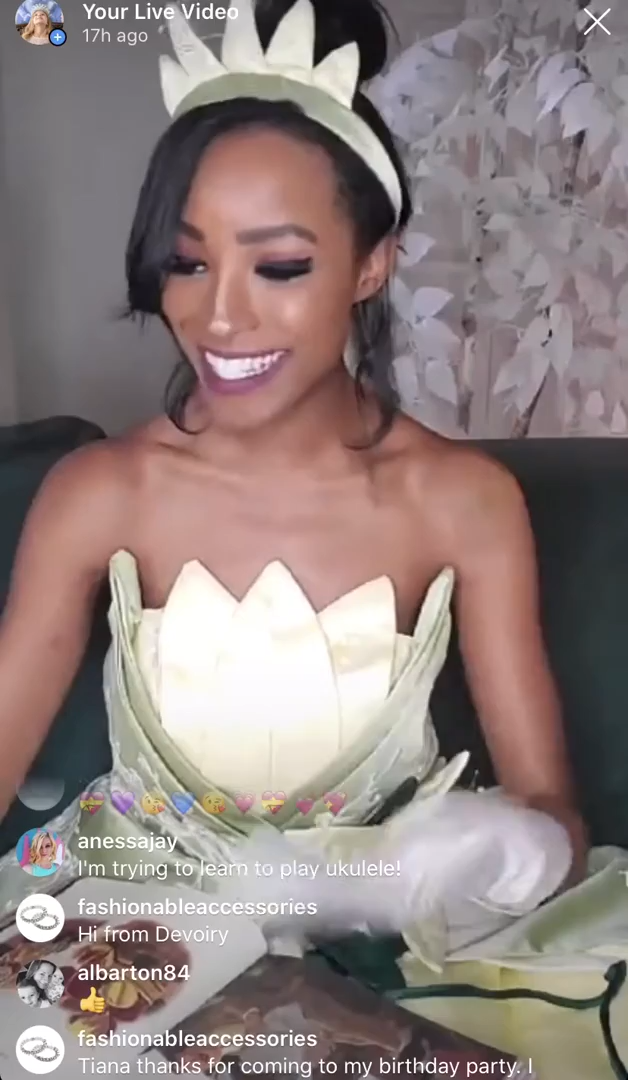 Your Live Video
17h ago
anessajay
I'm trying to learn to play ukulele!
fashionableaccessories
Hi from Devoiry
albarton84
fashionableaccessories
Tiana thanks for coming to my birthday party. I